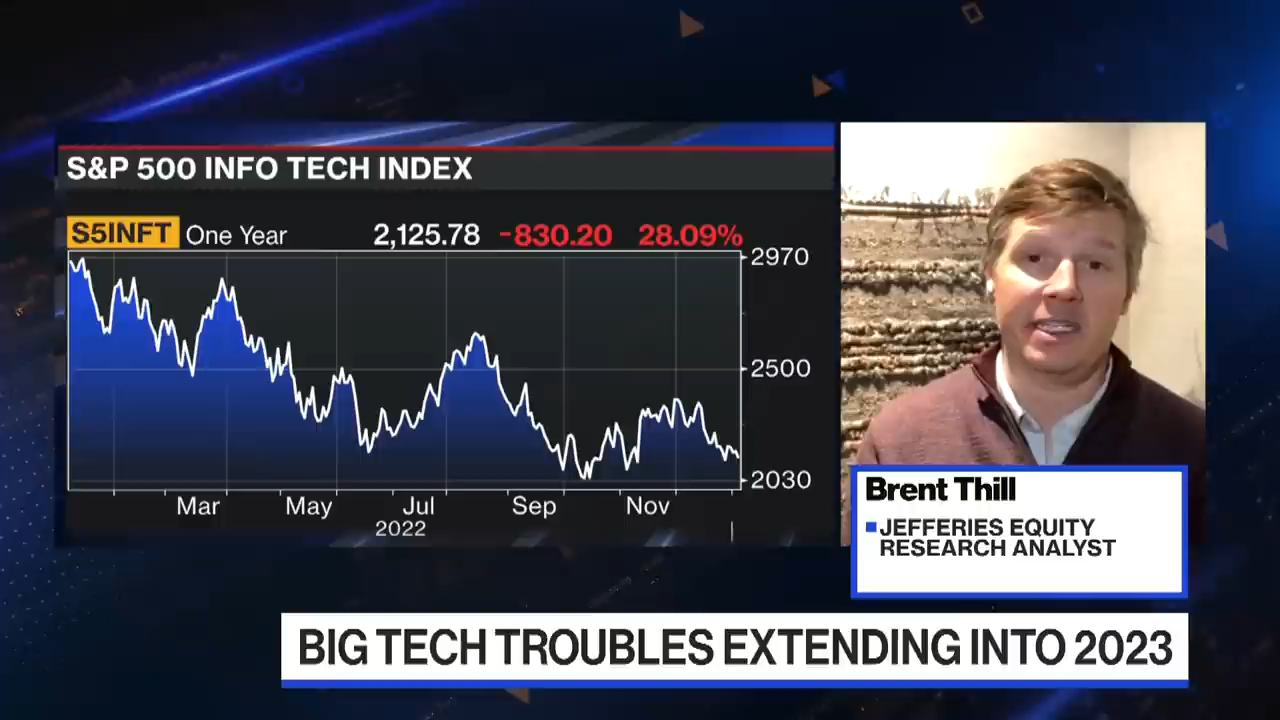 S&P 500 INFO TECH INDEX
S5INFT One Year 2,125.78 -830.20 28.09%
2970
2500
2030
Mar May Jul Sep Nov
2022
Brent Thill
JEFFERIES EQUITY
RESEARCH ANALYST
BIG TECH TROUBLES EXTENDING INTO 2023